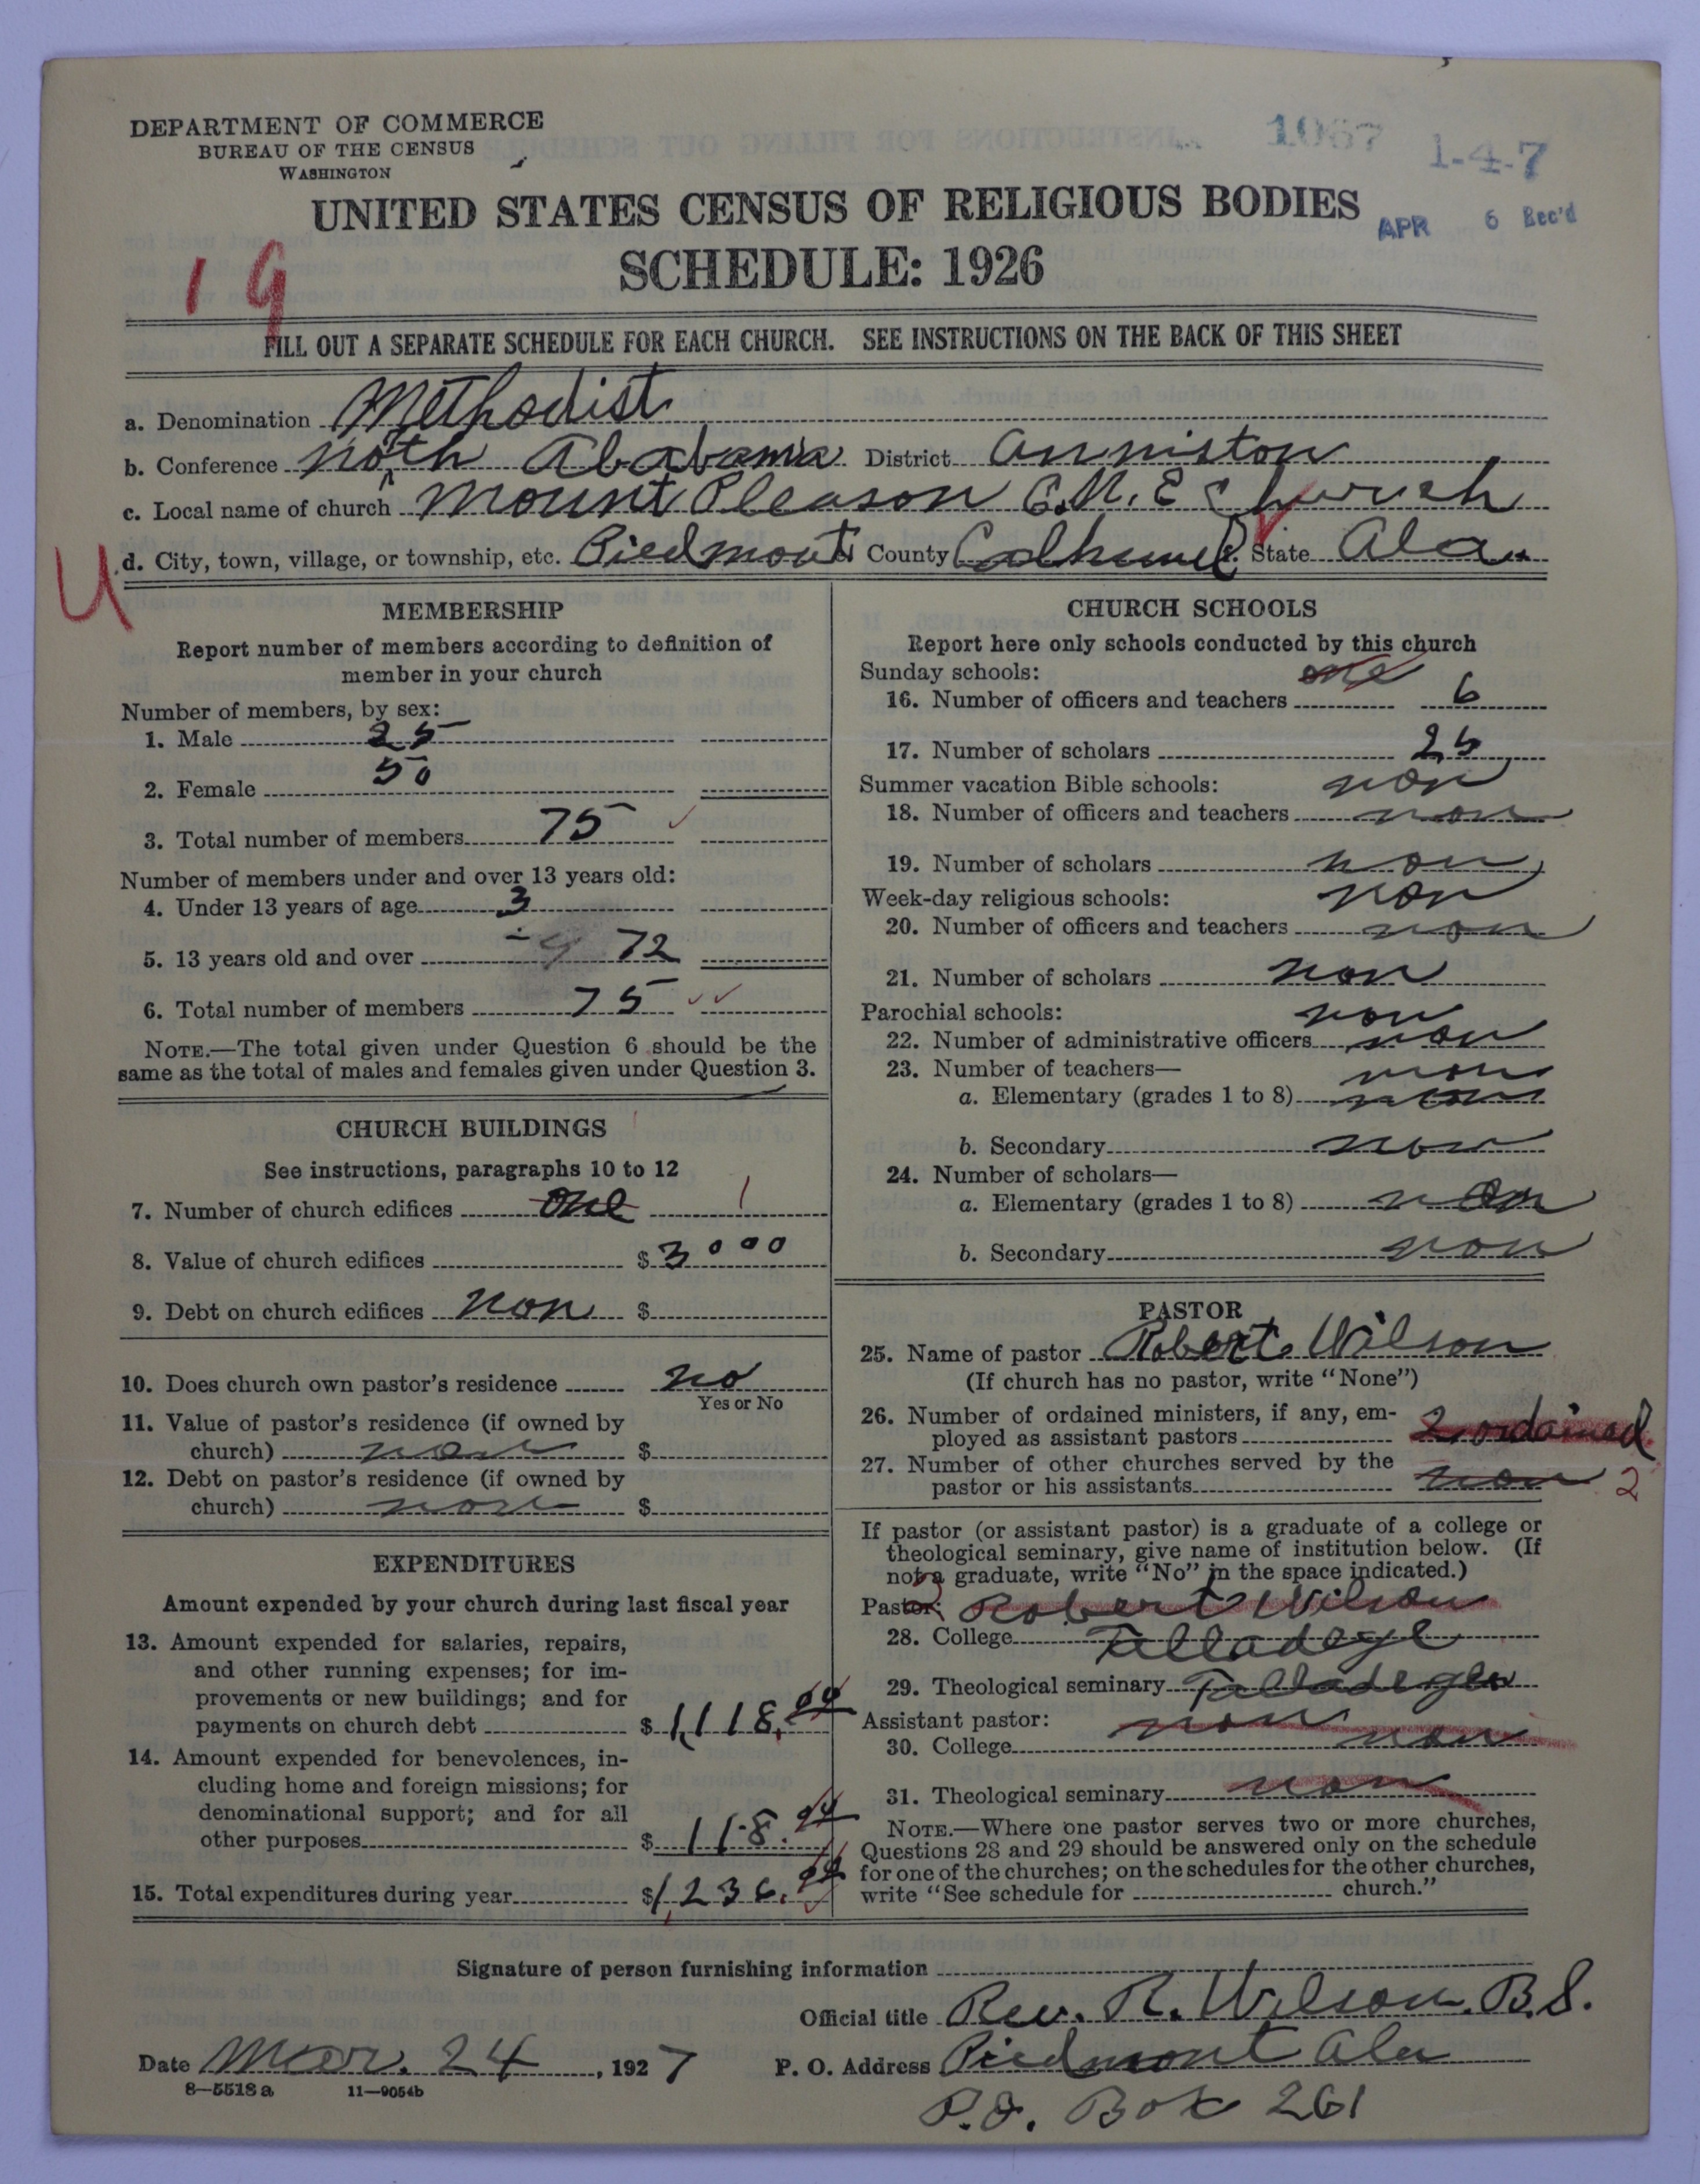 DEPARTMENT OF COMMERCE
BUREAU OF THE CENSUS
WASHINGTON
1067
1-4-7
UNITED STATES CENSUS OF RELIGIOUS BODIES
APR 6 Rec'd
SCHEDULE: 1926
19
FILL OUT A SEPARATE SCHEDULE FOR EACH CHURCH. SEE INSTRUCTIONS ON THE BACK OF THIS SHEET
a. Denomination Methodist
b. Conference North Alabama District Anniston
c. Local name of church Mount Pleason C.M.E Church
U
d. City, town, village, or township, etc. Piedmont County Calhoun State Ala.
MEMBERSHIP
Report number of members according to definition of
member in your church
Number of members, by sex:
1. Male 25
2. Female 50
3. Total number of members 75
Number of members under and over 13 years old:
4. Under 13 years of age 3
5. 13 years old and over 72
6. Total number of members 75
NOTE.—The total given under Question 6 should be the
same as the total of males and females given under Question 3.
CHURCH BUILDINGS
See instructions, paragraphs 10 to 12
7. Number of church edifices one 1
8. Value of church edifices $ 3000
9. Debt on church edifices non $
10. Does church own pastor's residence no
Yes or No
11. Value of pastor's residence (if owned by
church) non $
12. Debt on pastor's residence (if owned by
church) non $
EXPENDITURES
Amount expended by your church during last fiscal year
13. Amount expended for salaries, repairs,
and other running expenses; for im-
provements or new buildings; and for
payments on church debt $ 1,118.00
14. Amount expended for benevolences, in-
cluding home and foreign missions; for
denominational support; and for all
other purposes $ 118.00
15. Total expenditures during year $1,236.00
CHURCH SCHOOLS
Report here only schools conducted by this church
Sunday schools: one
16. Number of officers and teachers 6
17. Number of scholars 25
Summer vacation Bible schools: non
18. Number of officers and teachers non
19. Number of scholars non
Week-day religious schools: non
20. Number of officers and teachers non
21. Number of scholars non
Parochial schools: non
22. Number of administrative officers non
23. Number of teachers— non
a. Elementary (grades 1 to 8) non
b. Secondary non
24. Number of scholars—
a. Elementary (grades 1 to 8) non
b. Secondary non
PASTOR
25. Name of pastor Robert Wilson
(If church has no pastor, write "None")
26. Number of ordained ministers, if any, em-
ployed as assistant pastors 2 ordained
27. Number of other churches served by the
pastor or his assistants non 2
If pastor (or assistant pastor) is a graduate of a college or
theological seminary, give name of institution below. (If
not a graduate, write "No" in the space indicated.)
Pastor: 2 Robert Wilson
28. College Talladege
29. Theological seminary Talladega
Assistant pastor: non
30. College non
31. Theological seminary non
NOTE.—Where one pastor serves two or more churches,
Questions 28 and 29 should be answered only on the schedule
for one of the churches; on the schedules for the other churches,
write "See schedule for church."
Signature of person furnishing information
Official title Rev. R. Wilson. B.S.
Date Mar. 24, 1927 P. O. Address Piedmont Ala
8—5518 a 11—9054b
P.O. Box 261